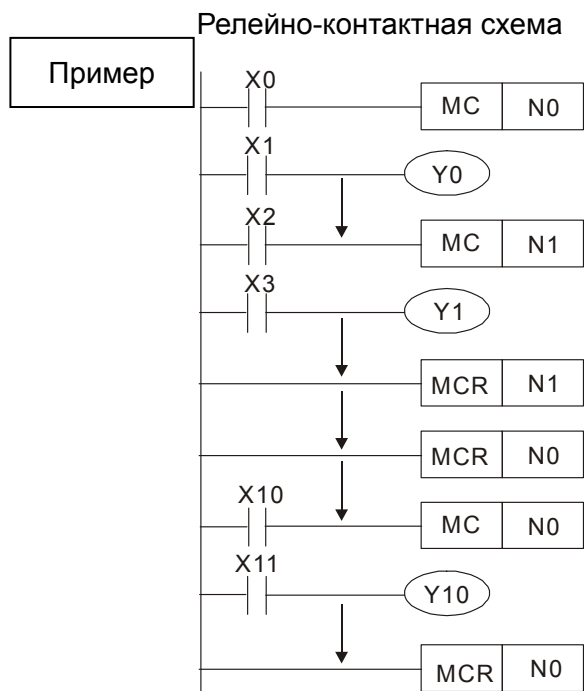 Релейно-контактная схема
Пример
X0
MC N0
X1
Y0
X2
MC N1
X3
Y1
MCR N1
MCR N0
X10
MC N0
X11
Y10
MCR N0